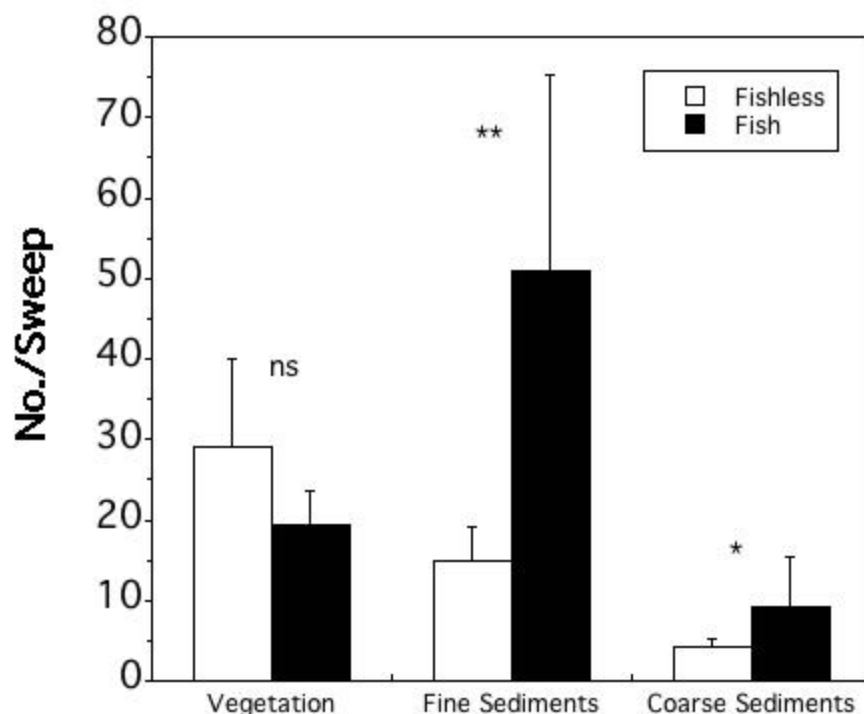 80
70
60
50
40
30
20
10
0
No./Sweep
Fishless
Fish
**
ns
*
Vegetation
Fine Sediments
Coarse Sediments